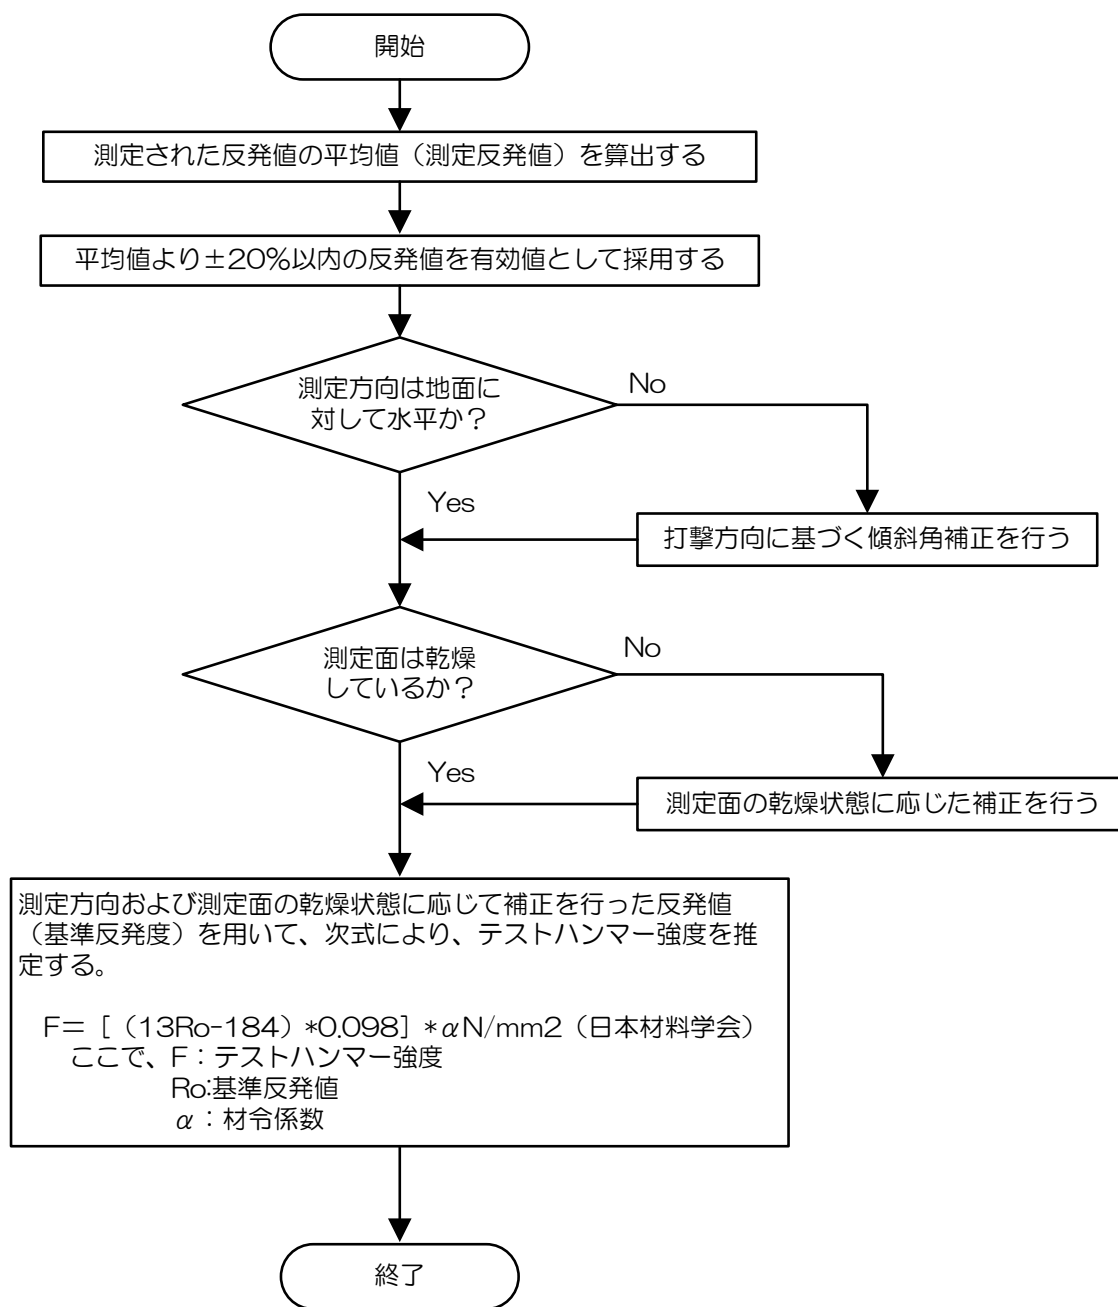 開始
測定された反発値の平均値（測定反発値）を算出する
平均値より±20%以内の反発値を有効値として採用する
測定方向は地面に
対して水平か？
No
Yes
打撃方向に基づく傾斜角補正を行う
測定面は乾燥
しているか？
No
Yes
測定面の乾燥状態に応じた補正を行う
測定方向および測定面の乾燥状態に応じて補正を行った反発値
（基準反発度）を用いて、次式により、テストハンマー強度を推
定する。
F＝［（13Ro-184）*0.098］*αN/mm2（日本材料学会）
ここで、F：テストハンマー強度
Ro:基準反発値
α：材令係数
終了